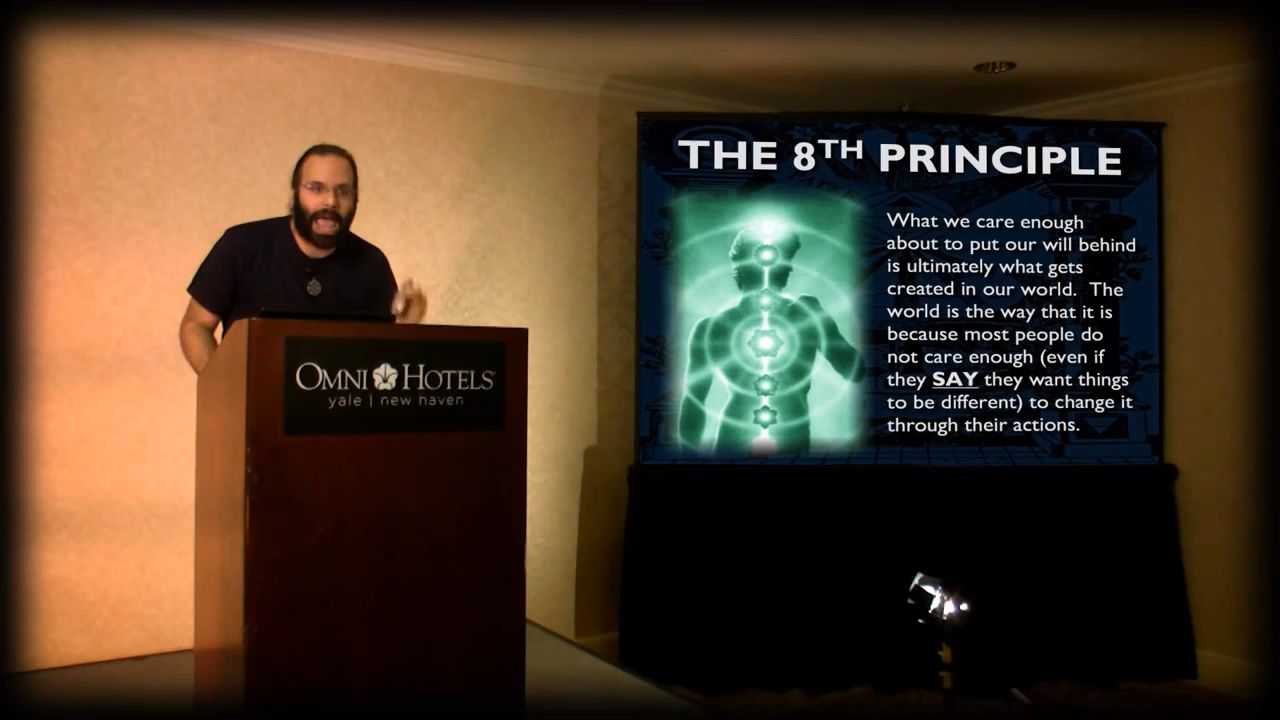 OMNI HOTELS
yale | new haven
THE 8TH PRINCIPLE
What we care enough
about to put our will behind
is ultimately what gets
created in our world. The
world is the way that it is
because most people do
not care enough (even if
they SAY they want things
to be different) to change it
through their actions.